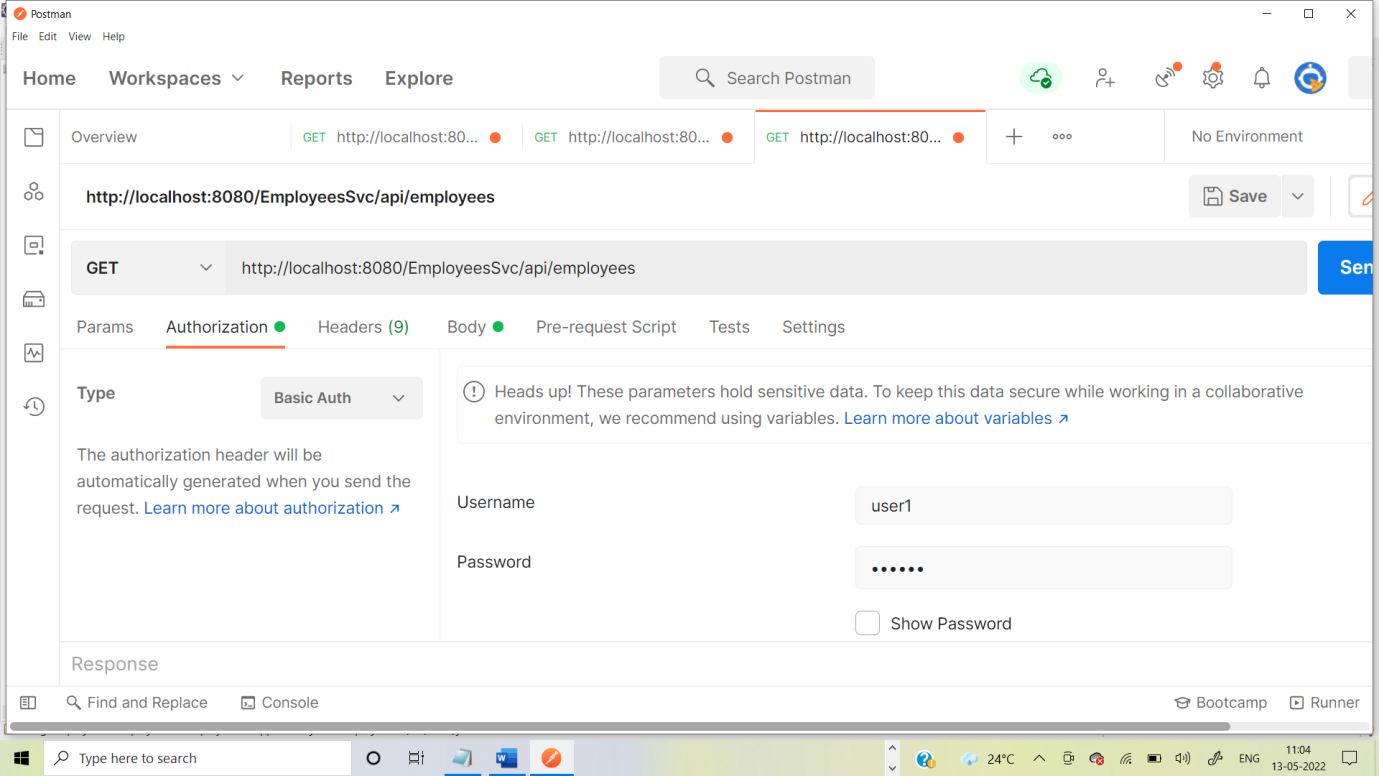 Postman
File Edit View Help
Home Workspaces Reports Explore Search Postman
Overview GET http://localhost:80... GET http://localhost:80... GET http://localhost:80... No Environment
http://localhost:8080/EmployeesSvc/api/employees Save
GET http://localhost:8080/EmployeesSvc/api/employees Sen
Params Authorization Headers (9) Body Pre-request Script Tests Settings
Type Basic Auth
The authorization header will be
automatically generated when you send the
request. Learn more about authorization
Heads up! These parameters hold sensitive data. To keep this data secure while working in a collaborative
environment, we recommend using variables. Learn more about variables
Username user1
Password ••••••
Show Password
Response
Find and Replace Console Bootcamp Runner
Type here to search 24°C ENG 11:04
13-05-2022